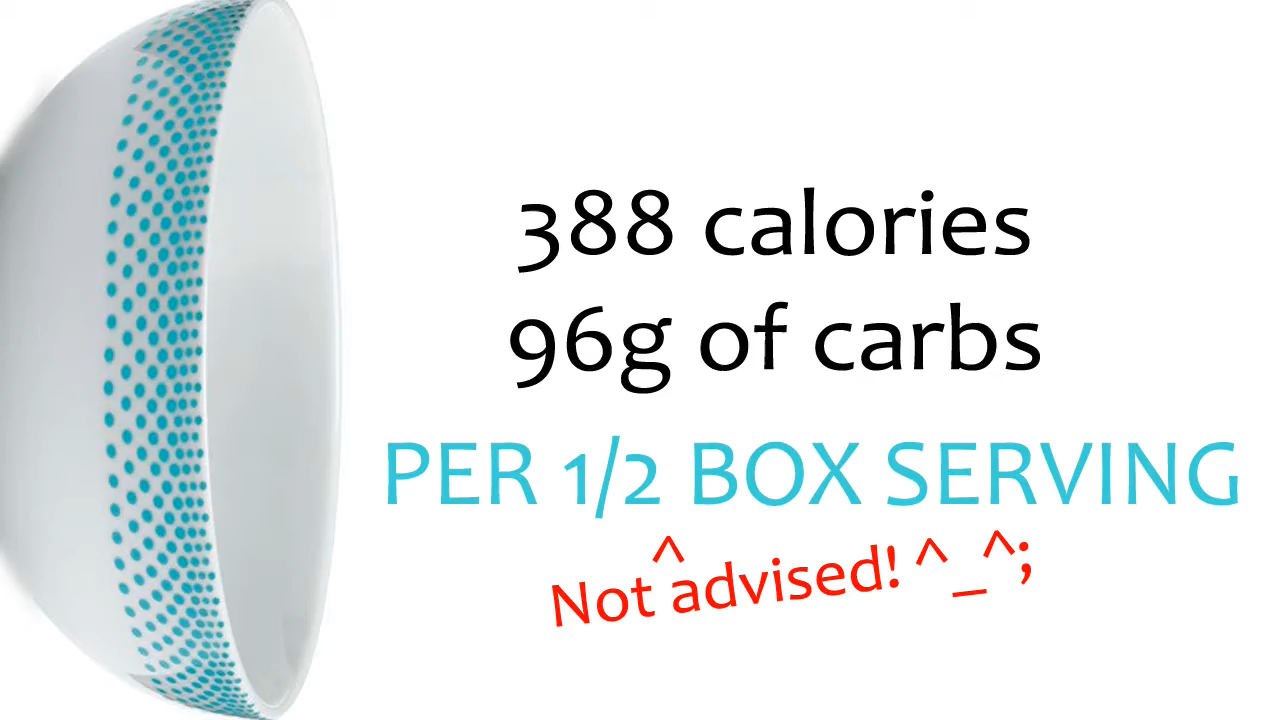 388 calories
96g of carbs
PER 1/2 BOX SERVING
^
Not advised! ^_^;